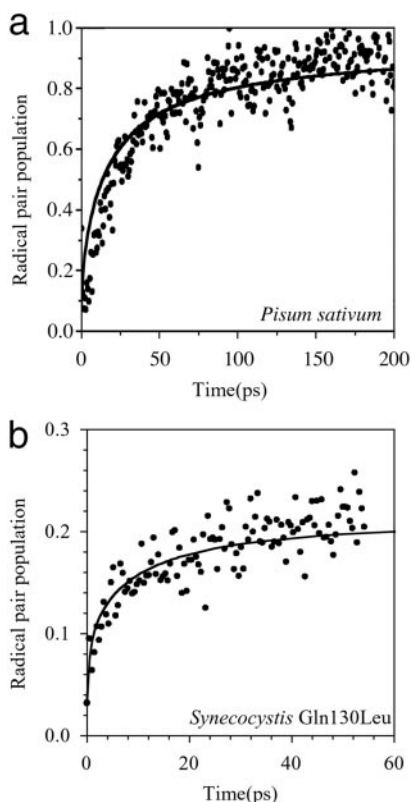 a
1.0
0.8
0.6
0.4
0.2
0.0
Radical pair population
Pisum sativum
0 50 100 150 200
Time(ps)
b
0.3
0.2
0.1
0.0
Radical pair population
Synecocystis Gln130Leu
0 20 40 60
Time(ps)